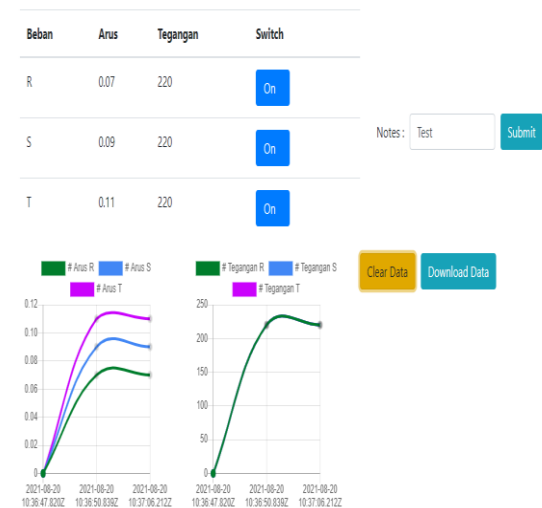 Beban Arus Tegangan Switch
R 0.07 220 On
S 0.09 220 On
T 0.11 220 On
Notes : Test Submit
Clear Data Download Data
# Arus R # Arus S
# Arus T
0.12
0.10
0.08
0.06
0.04
0.02
0
2021-08-20 2021-08-20 2021-08-20
10:36:47.820Z 10:36:50.839Z 10:37:06.212Z
# Tegangan R # Tegangan S
# Tegangan T
250
200
150
100
50
0
2021-08-20 2021-08-20 2021-08-20
10:36:47.820Z 10:36:50.839Z 10:37:06.212Z